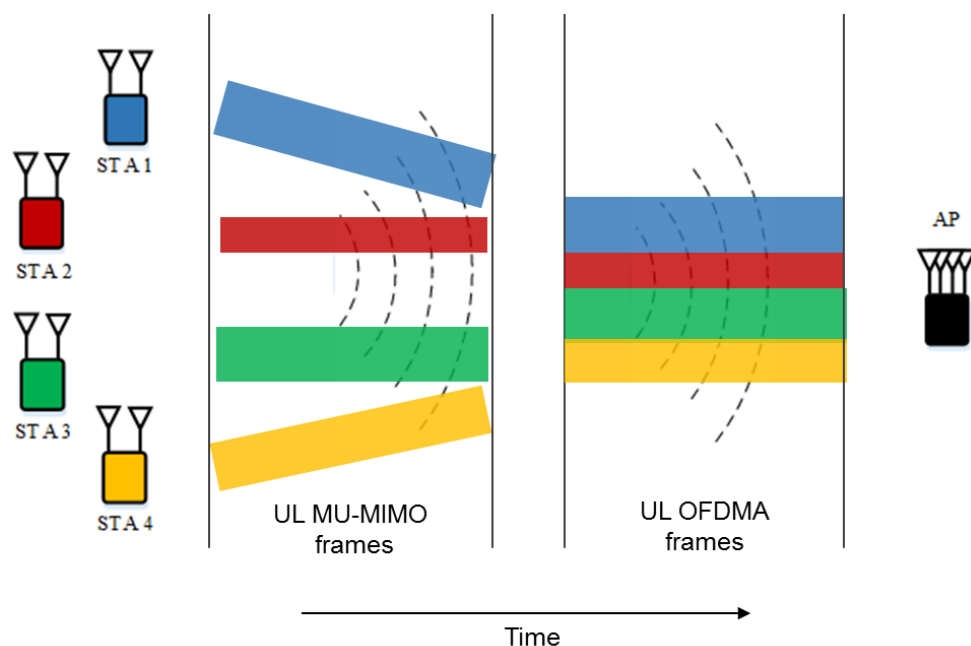 STA 1
STA 2
STA 3
STA 4
UL MU-MIMO
frames
UL OFDMA
frames
AP
Time